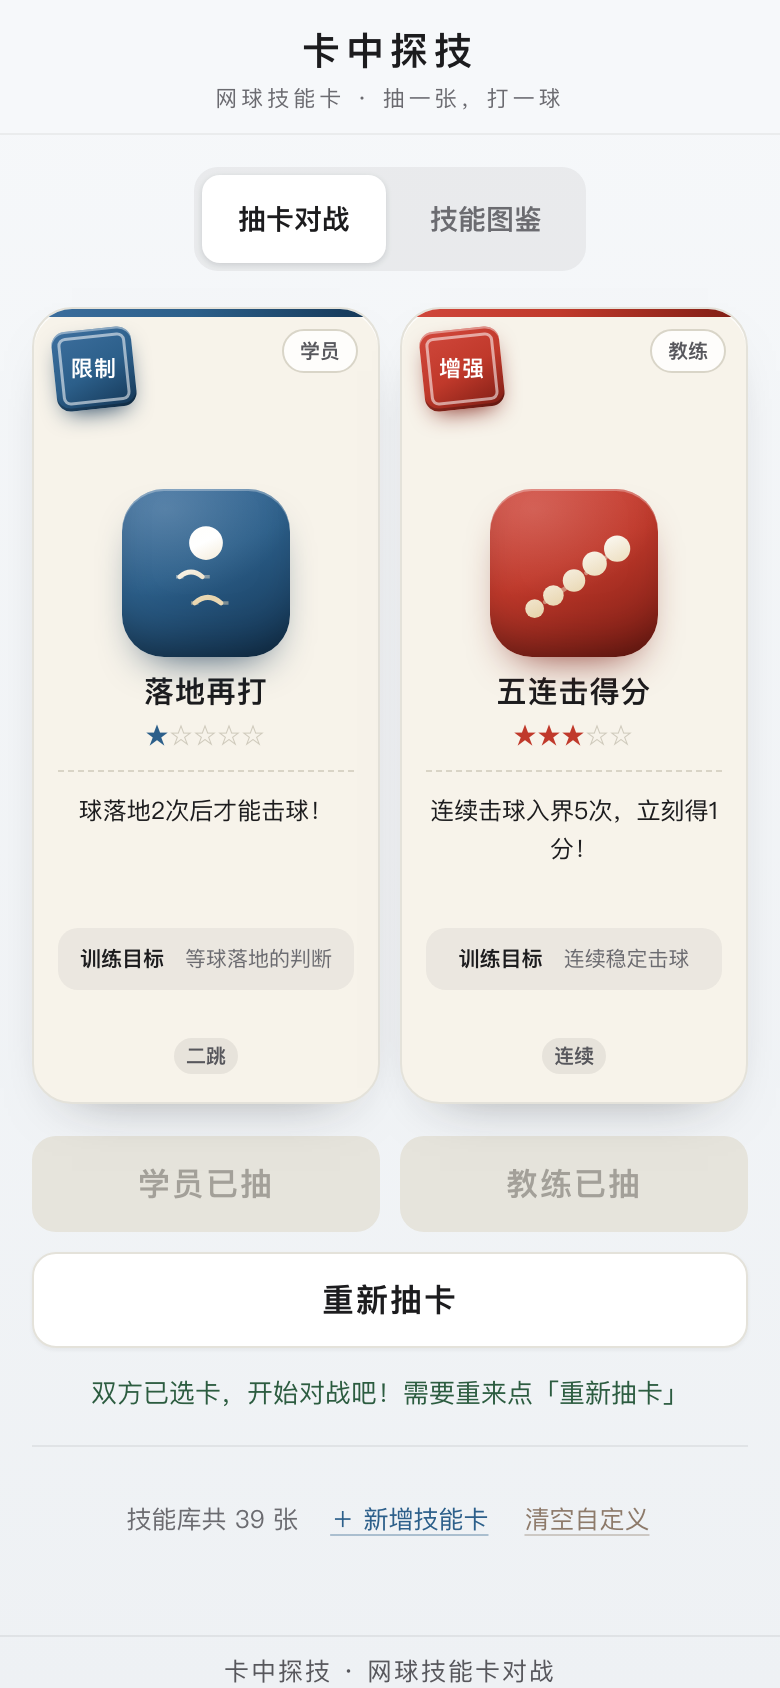 卡中探技
网球技能卡 · 抽一张，打一球
抽卡对战
技能图鉴
限制
学员
落地再打
★☆☆☆☆
球落地2次后才能击球！
训练目标 等球落地的判断
二跳
增强
教练
五连击得分
★★★☆☆
连续击球入界5次，立刻得1
分！
训练目标 连续稳定击球
连续
学员已抽
教练已抽
重新抽卡
双方已选卡，开始对战吧！需要重来点「重新抽卡」
技能库共 39 张 ＋ 新增技能卡 清空自定义
卡中探技 · 网球技能卡对战